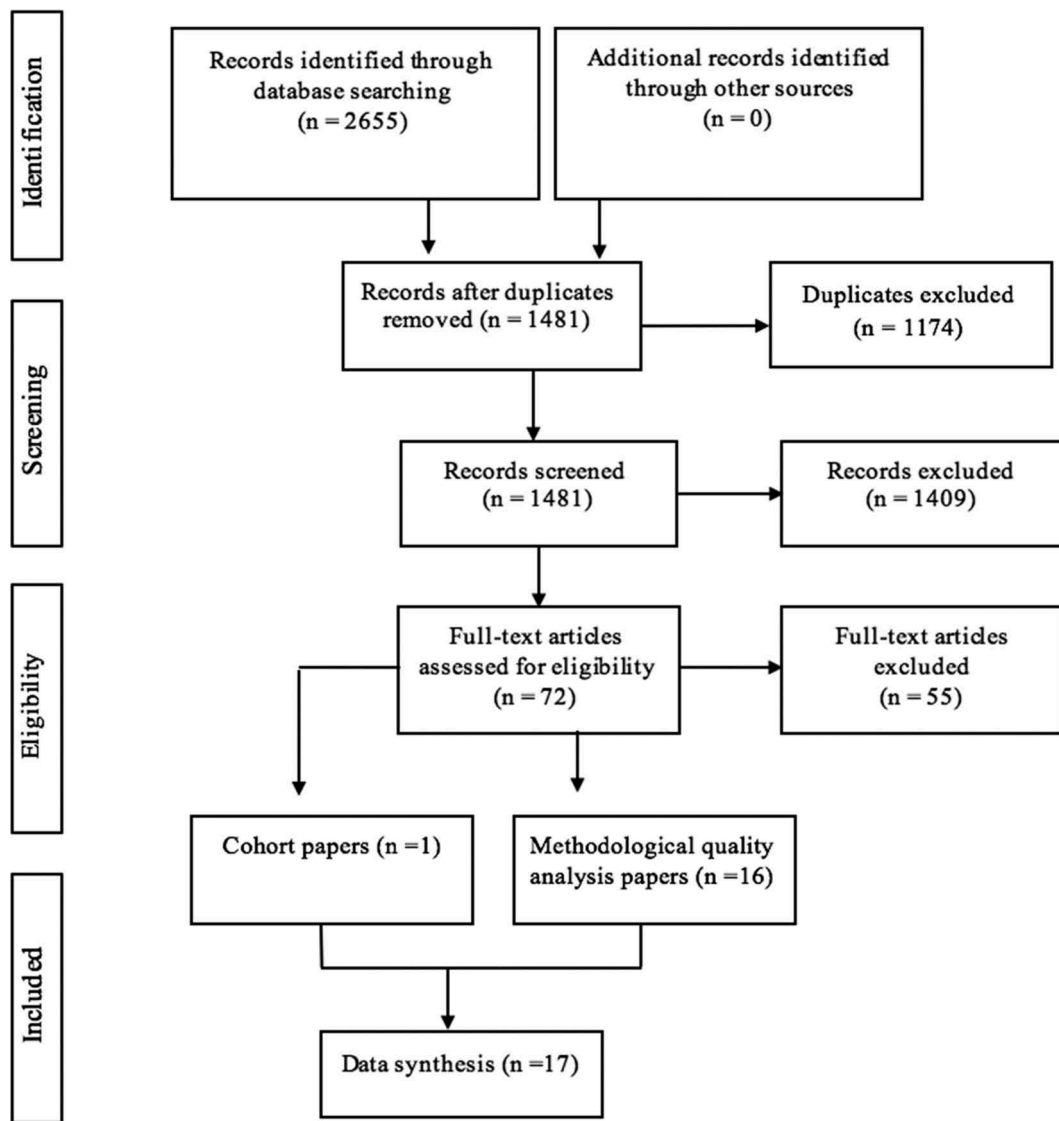 Identification
Records identified through
database searching
(n = 2655)
Additional records identified
through other sources
(n = 0)
Screening
Records after duplicates
removed (n = 1481)
Duplicates excluded
(n = 1174)
Records screened
(n = 1481)
Records excluded
(n = 1409)
Eligibility
Full-text articles
assessed for eligibility
(n = 72)
Full-text articles
excluded
(n = 55)
Cohort papers (n =1)
Methodological quality
analysis papers (n =16)
Included
Data synthesis (n =17)